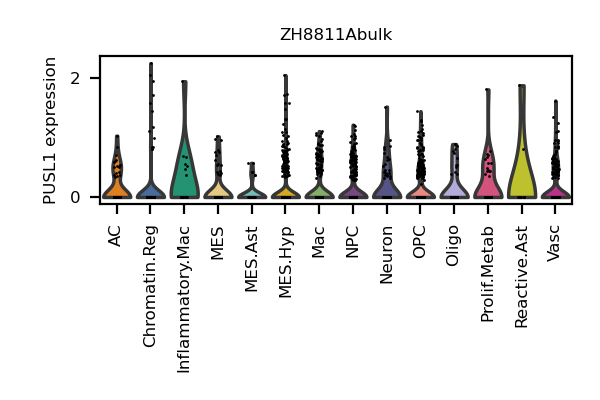 ZH8811Abulk
PUSL1 expression
2
0
AC
Chromatin.Reg
Inflammatory.Mac
MES
MES.Ast
MES.Hyp
Mac
NPC
Neuron
OPC
Oligo
Prolif.Metab
Reactive.Ast
Vasc